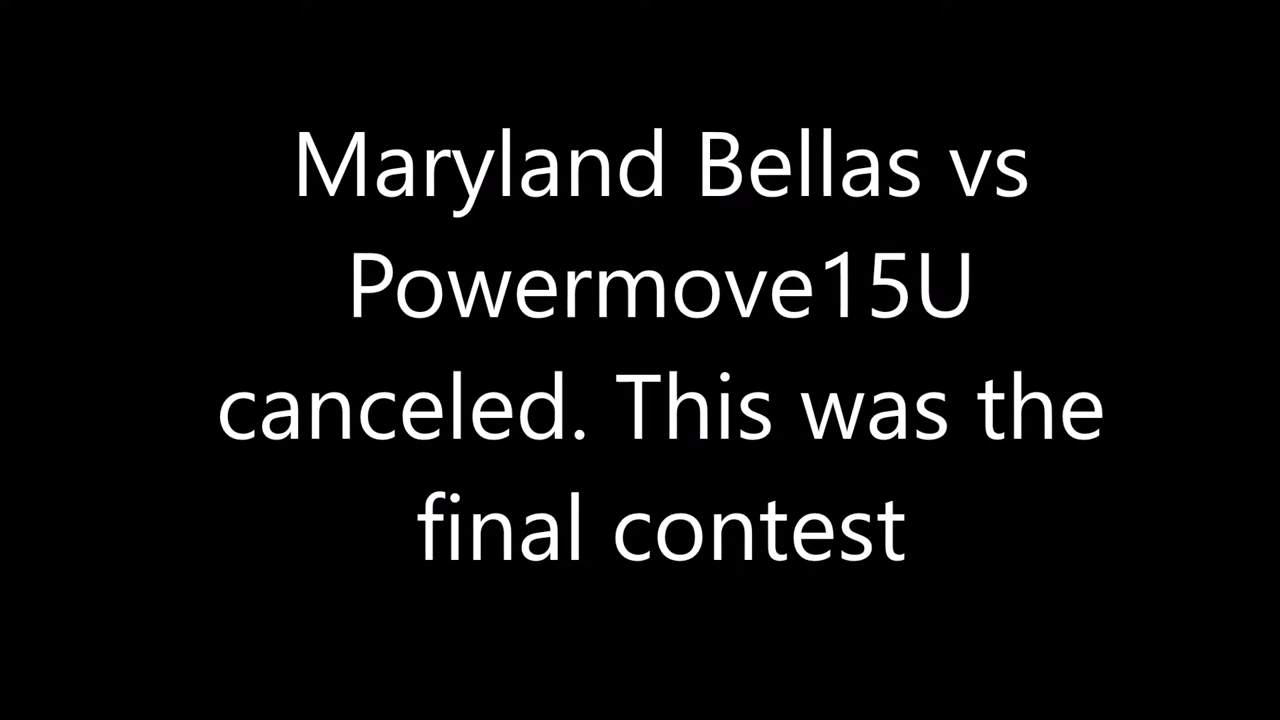 Maryland Bellas vs
Powermove15U
canceled. This was the
final contest